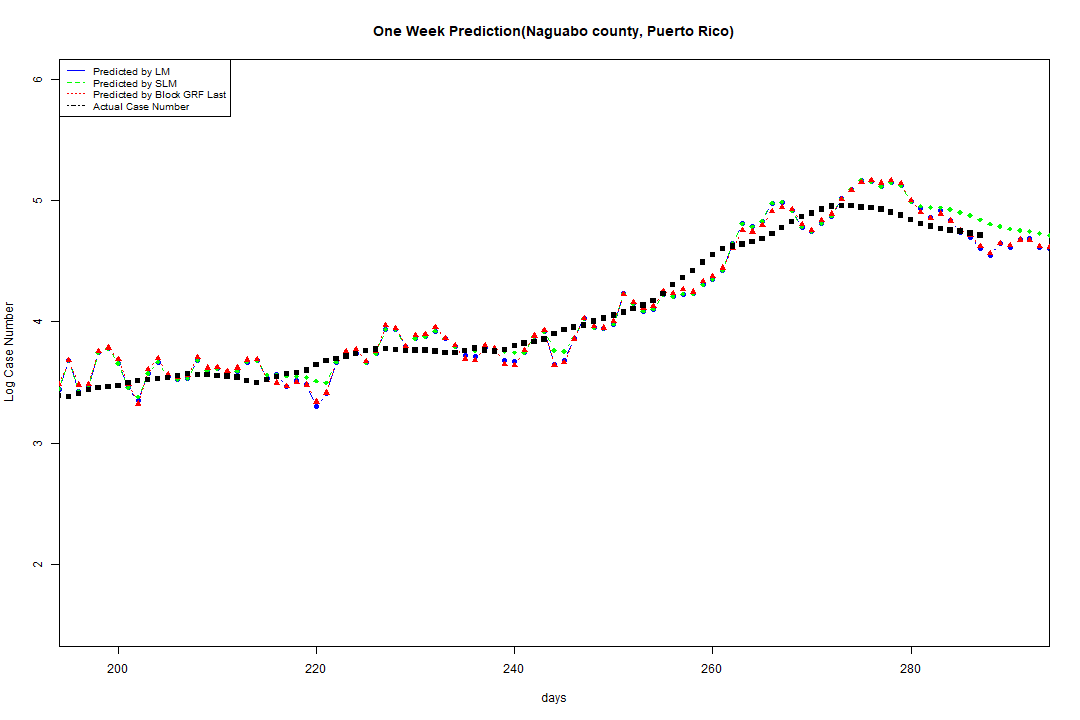 One Week Prediction(Naguabo county, Puerto Rico)
Predicted by LM
Predicted by SLM
Predicted by Block GRF Last
Actual Case Number
6
5
4
3
2
Log Case Number
200 220 240 260 280
days